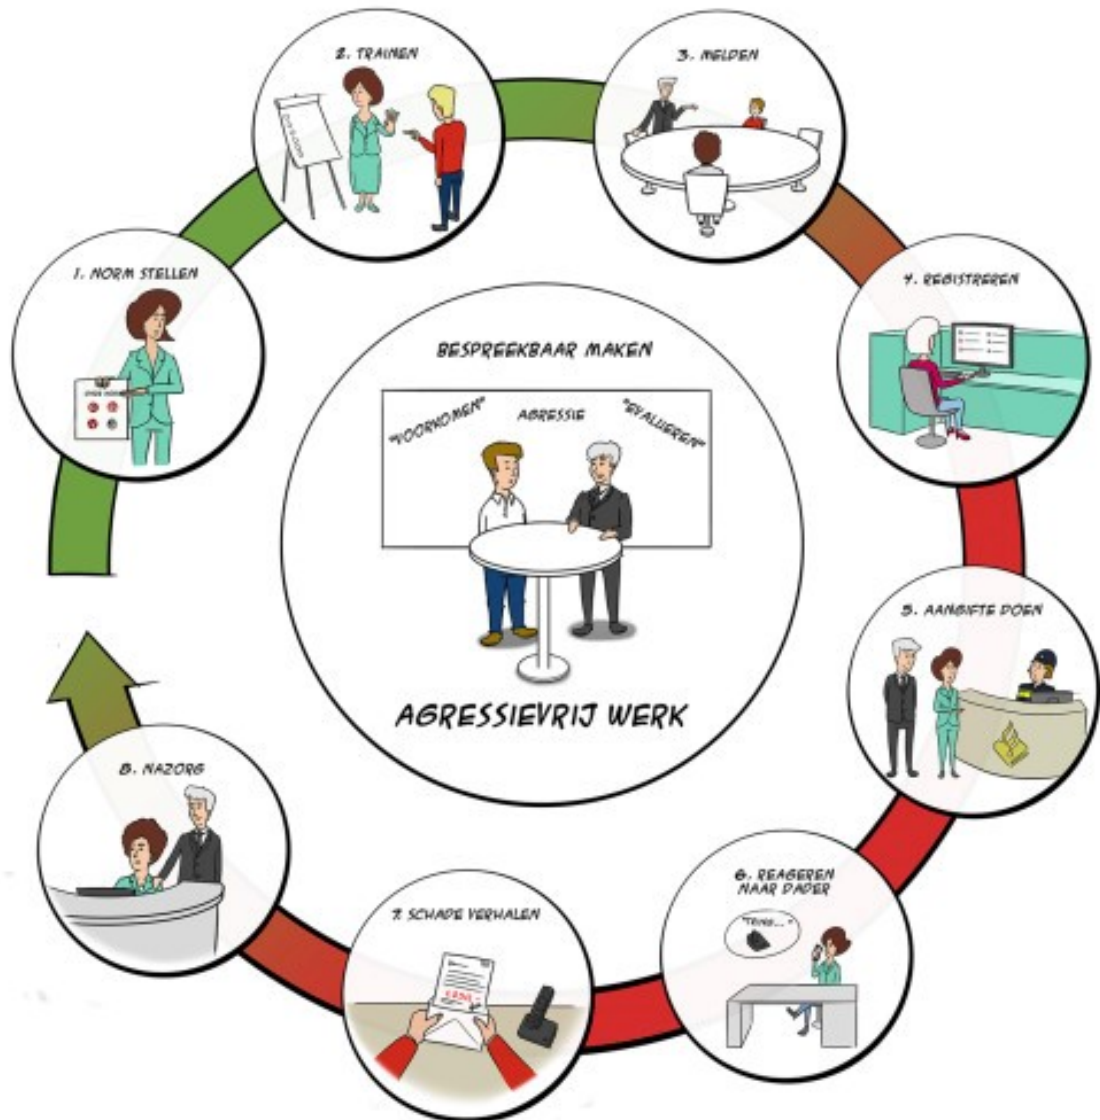 1. NORM STELLEN
2. TRAINEN
3. MELDEN
4. REGISTREREN
5. AANGIFTE DOEN
6. REAGEREN
NAAR DADER
"TRING..."
7. SCHADE VERHALEN
8. NAZORG
BESPREEKBAAR MAKEN
"VOORKOMEN"
AGRESSIE
"EVALUEREN"
AGRESSIEVRIJ WERK